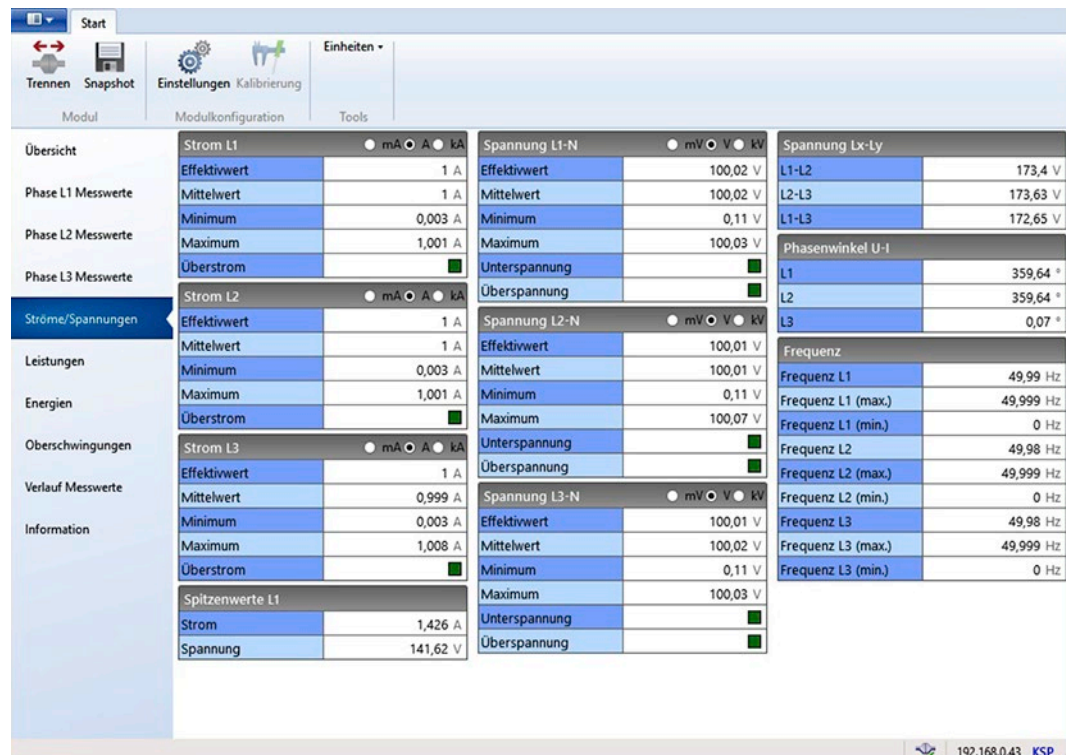 Start
Trennen Snapshot Einstellungen Kalibrierung Einheiten
Modul Modulkonfiguration Tools
Übersicht
Phase L1 Messwerte
Phase L2 Messwerte
Phase L3 Messwerte
Ströme/Spannungen
Leistungen
Energien
Oberschwingungen
Verlauf Messwerte
Information
Strom L1 mA A kA
Effektivwert 1 A
Mittelwert 1 A
Minimum 0,003 A
Maximum 1,001 A
Überstrom
Strom L2 mA A kA
Effektivwert 1 A
Mittelwert 1 A
Minimum 0,003 A
Maximum 1,001 A
Überstrom
Strom L3 mA A kA
Effektivwert 1 A
Mittelwert 0,999 A
Minimum 0,003 A
Maximum 1,008 A
Überstrom
Spitzenwerte L1
Strom 1,426 A
Spannung 141,62 V
Spannung L1-N mV V kV
Effektivwert 100,02 V
Mittelwert 100,02 V
Minimum 0,11 V
Maximum 100,03 V
Unterspannung
Überspannung
Spannung L2-N mV V kV
Effektivwert 100,01 V
Mittelwert 100,01 V
Minimum 0,11 V
Maximum 100,07 V
Unterspannung
Überspannung
Spannung L3-N mV V kV
Effektivwert 100,01 V
Mittelwert 100,02 V
Minimum 0,11 V
Maximum 100,03 V
Unterspannung
Überspannung
Spannung Lx-Ly
L1-L2 173,4 V
L2-L3 173,63 V
L1-L3 172,65 V
Phasenwinkel U-I
L1 359,64 °
L2 359,64 °
L3 0,07 °
Frequenz
Frequenz L1 49,99 Hz
Frequenz L1 (max.) 49,999 Hz
Frequenz L1 (min.) 0 Hz
Frequenz L2 49,98 Hz
Frequenz L2 (max.) 49,999 Hz
Frequenz L2 (min.) 0 Hz
Frequenz L3 49,98 Hz
Frequenz L3 (max.) 49,999 Hz
Frequenz L3 (min.) 0 Hz
192.168.0.43 KSP